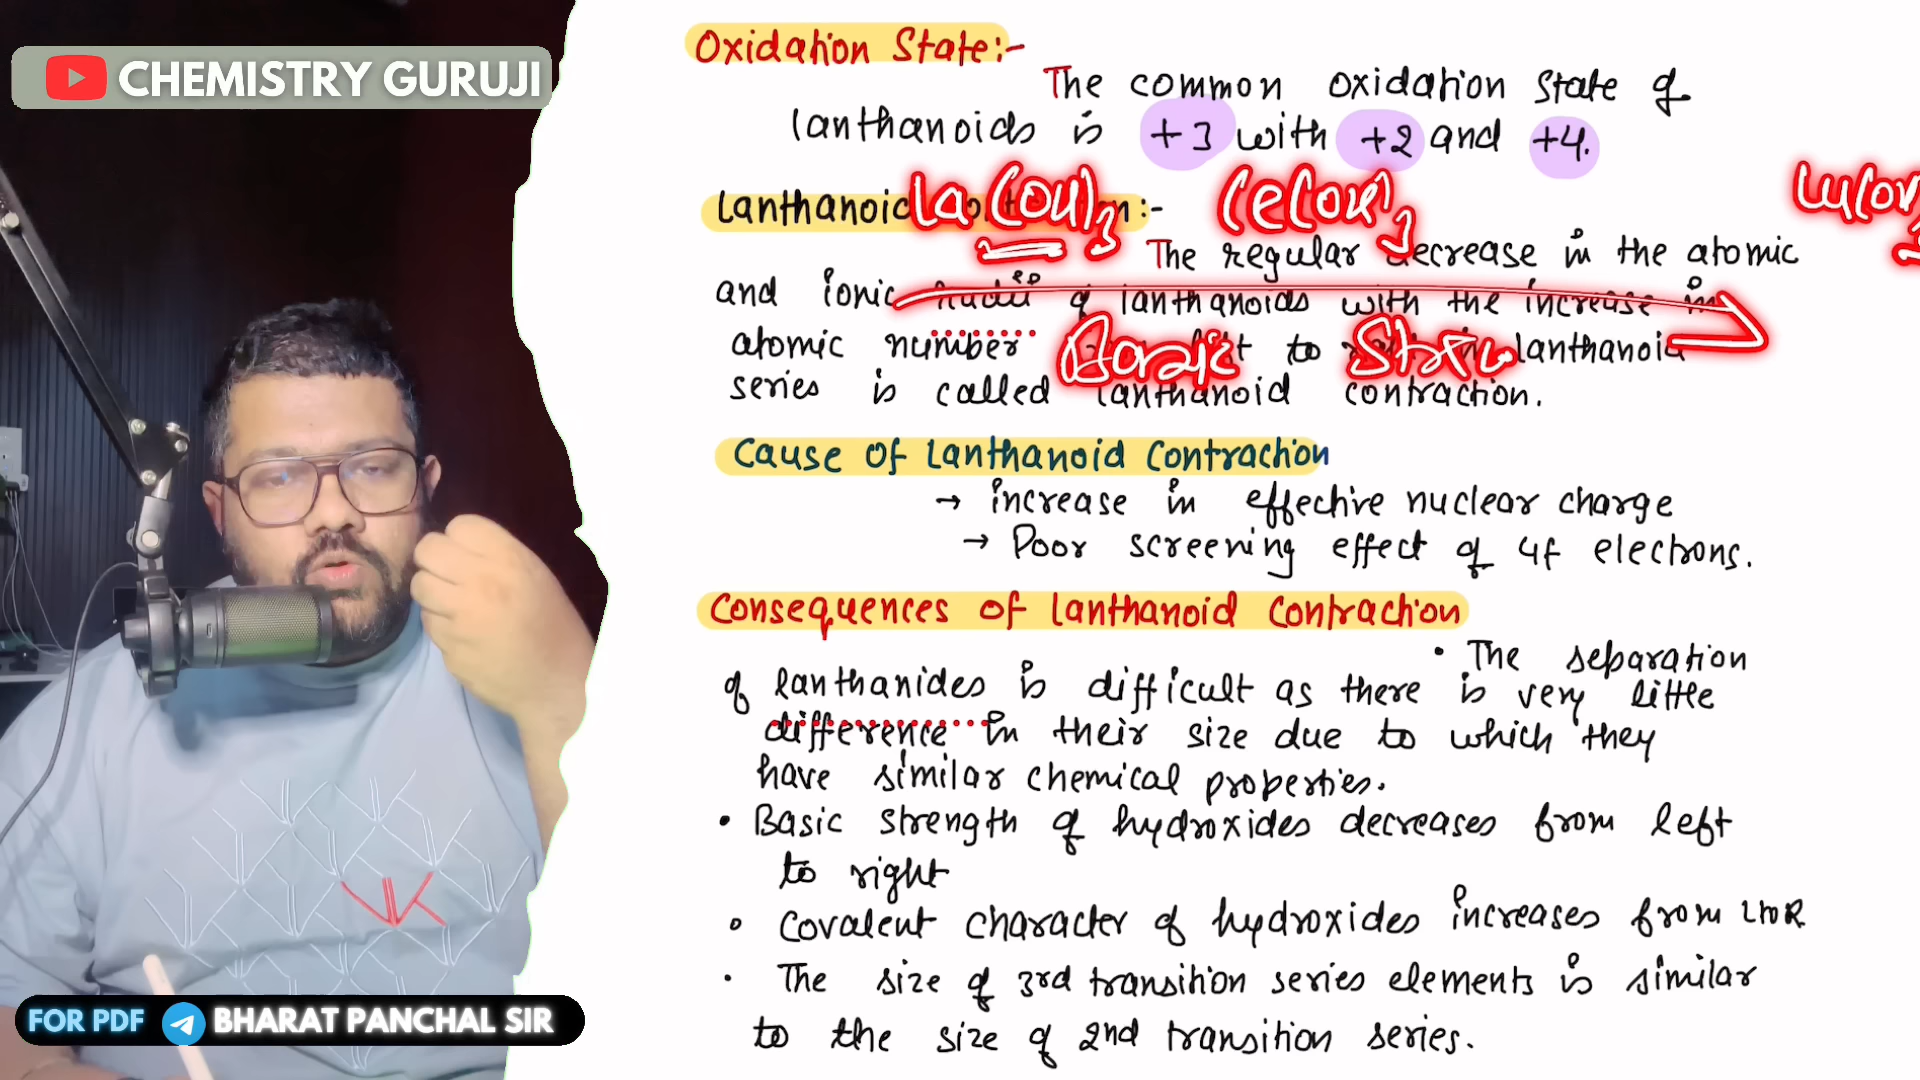 CHEMISTRY GURUJI
Oxidation State:-
The common oxidation state of
lanthanoids is +3 with +2 and +4.
La(OH)3 Ce(OH)3
Lanthanoid :-
The regular decrease in the atomic
and ionic radii of lanthanoids with the increase in
atomic number to lanthanoid
Basic
series is called lanthanoid contraction.
Cause of Lanthanoid Contraction
→ increase in effective nuclear charge
→ Poor screening effect of 4f electrons.
Consequences of Lanthanoid Contraction
• The separation
of lanthanides is difficult as there is very little
difference in their size due to which they
have similar chemical properties.
• Basic strength of hydroxides decreases from left
to right
• Covalent character of hydroxides increases from L to R
• The size of 3rd transition series elements is similar
to the size of 2nd transition series.
FOR PDF BHARAT PANCHAL SIR